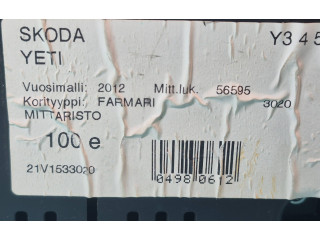 SKODA Y3 4 5
YETI
Vuosimalli: 2012 Mitt.luk. 56595
Korityyppi: FARMARI 3020
MITTARISTO
100 e
21V1533020
0498 0612